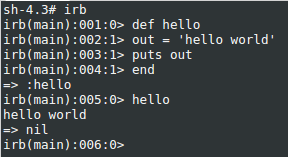 sh-4.3# irb
irb(main):001:0> def hello
irb(main):002:1> out = 'hello world'
irb(main):003:1> puts out
irb(main):004:1> end
=> :hello
irb(main):005:0> hello
hello world
=> nil
irb(main):006:0>